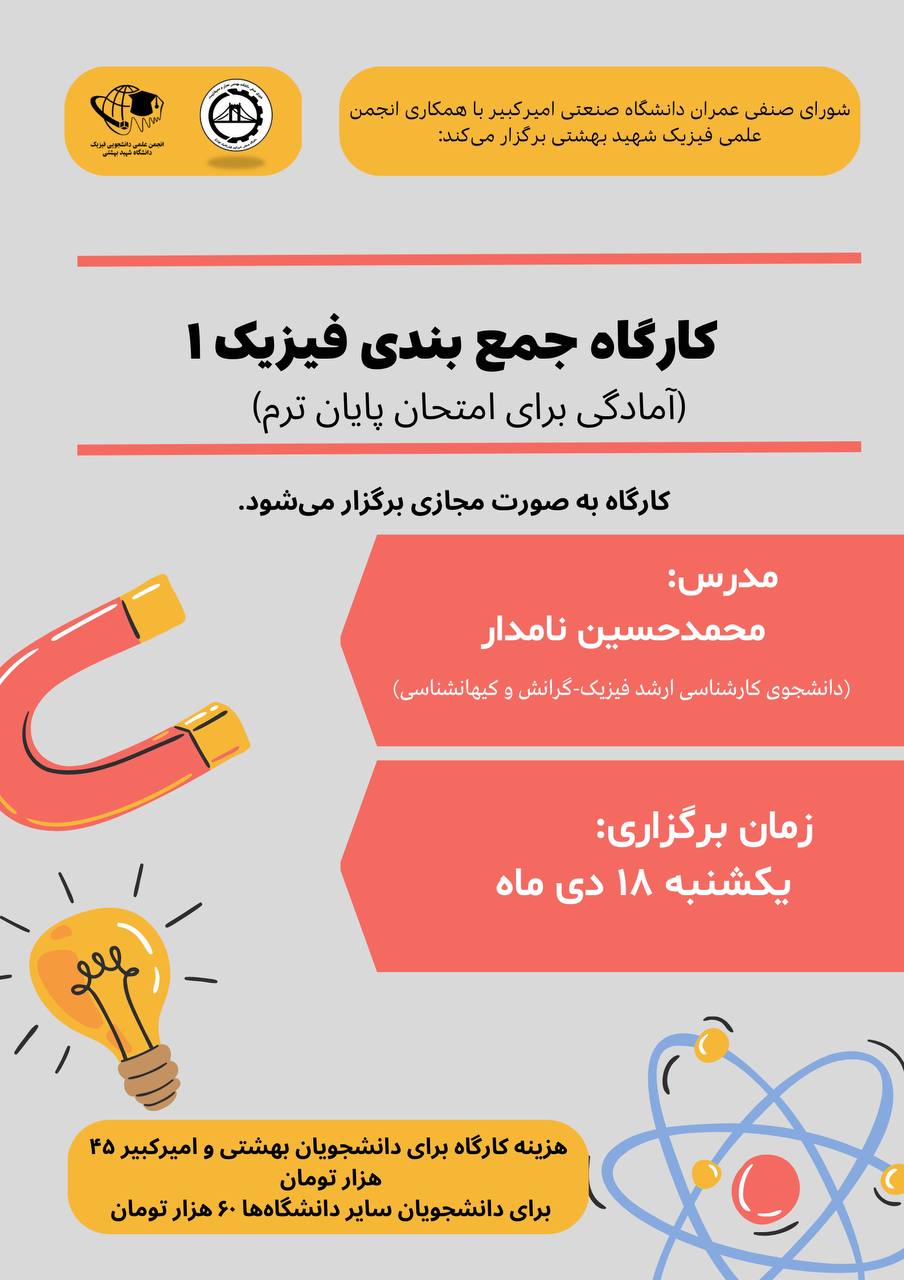 شورای صنفی عمران دانشگاه صنعتی امیرکبیر با همکاری انجمن
علمی فیزیک شهید بهشتی برگزار می‌کند:
انجمن علمی دانشجویی فیزیک
دانشگاه شهید بهشتی
کارگاه جمع بندی فیزیک ۱
(آمادگی برای امتحان پایان ترم)
کارگاه به صورت مجازی برگزار می‌شود.
مدرس:
محمدحسین نامدار
(دانشجوی کارشناسی ارشد فیزیک-گرانش و کیهانشناسی)
زمان برگزاری:
یکشنبه ۱۸ دی ماه
هزینه کارگاه برای دانشجویان بهشتی و امیرکبیر ۴۵
هزار تومان
برای دانشجویان سایر دانشگاه‌ها ۶۰ هزار تومان